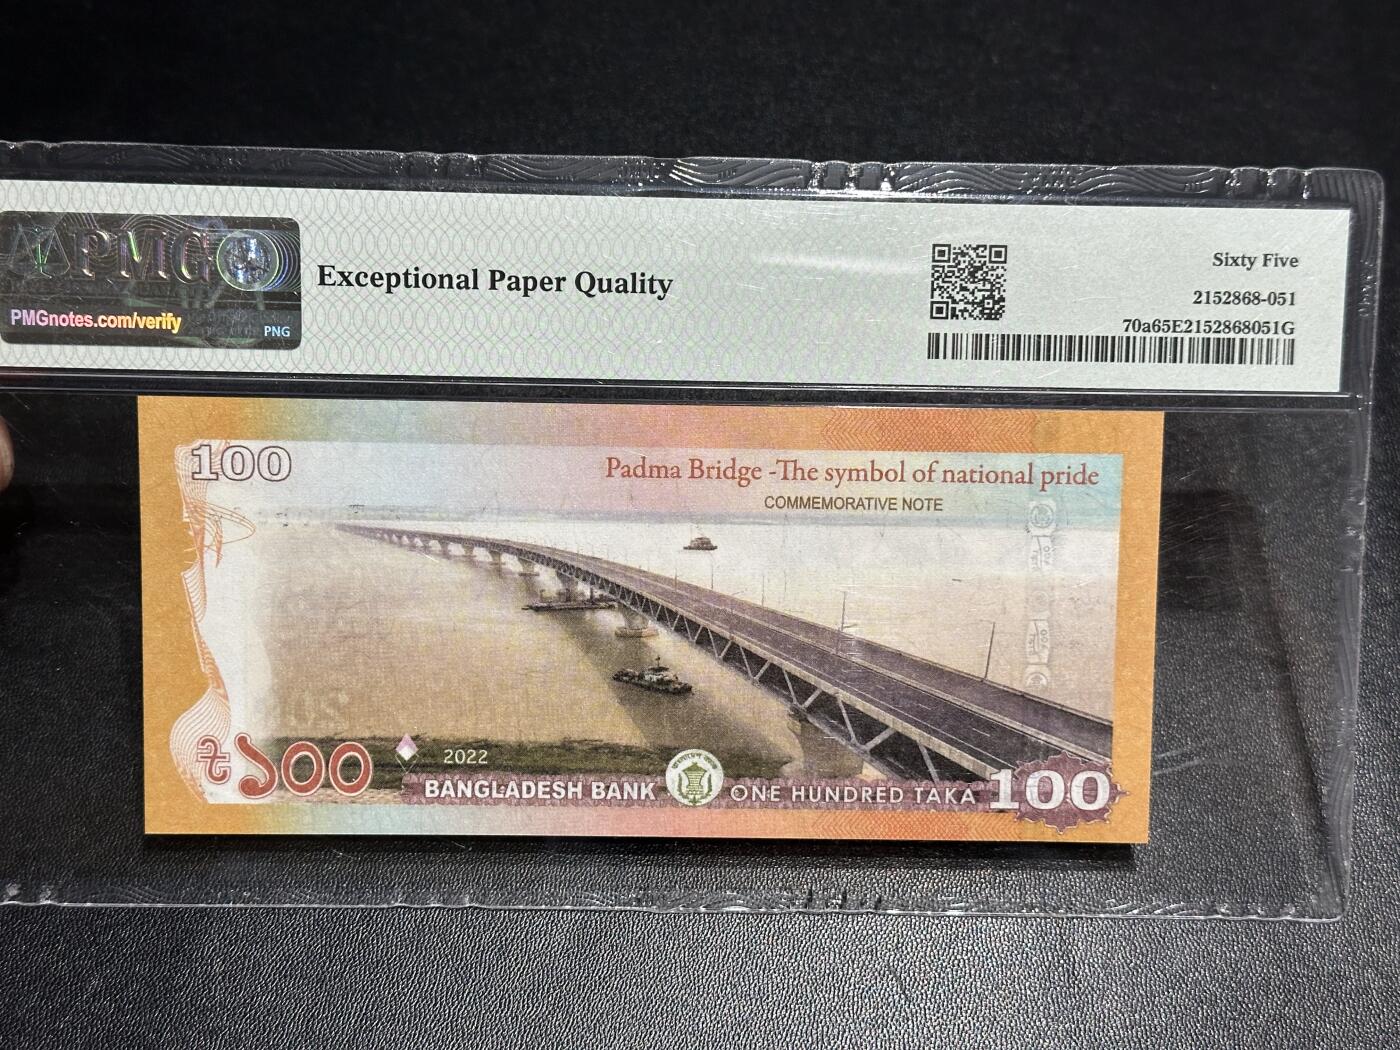 PMG
PMGnotes.com/verify
PNG
Exceptional Paper Quality
Sixty Five
2152868-051
70a65E2152868051G
100
Padma Bridge -The symbol of national pride
COMMEMORATIVE NOTE
৳১০০
2022
BANGLADESH BANK
ONE HUNDRED TAKA
100